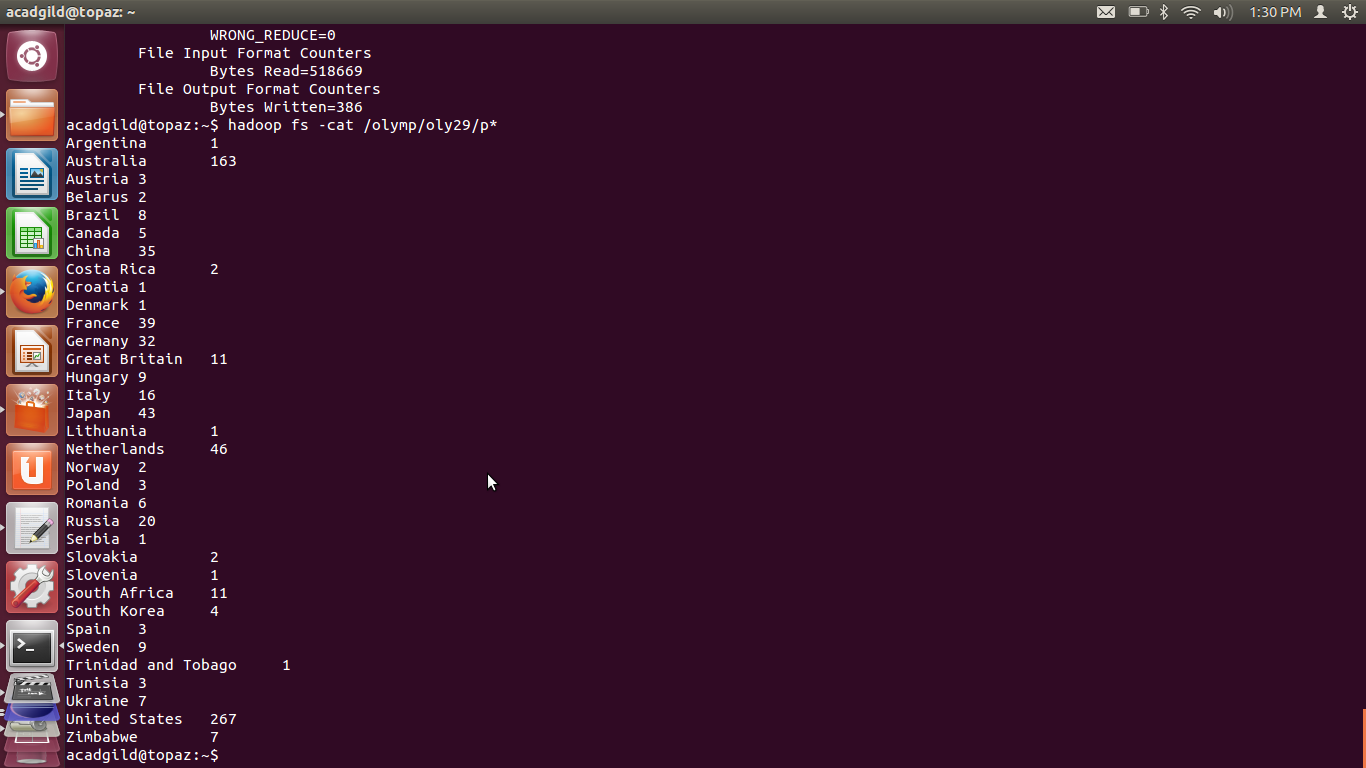 acadgild@topaz: ~ 1:30 PM
WRONG_REDUCE=0
File Input Format Counters
Bytes Read=518669
File Output Format Counters
Bytes Written=386
acadgild@topaz:~$ hadoop fs -cat /olymp/oly29/p*
Argentina 1
Australia 163
Austria 3
Belarus 2
Brazil 8
Canada 5
China 35
Costa Rica 2
Croatia 1
Denmark 1
France 39
Germany 32
Great Britain 11
Hungary 9
Italy 16
Japan 43
Lithuania 1
Netherlands 46
Norway 2
Poland 3
Romania 6
Russia 20
Serbia 1
Slovakia 2
Slovenia 1
South Africa 11
South Korea 4
Spain 3
Sweden 9
Trinidad and Tobago 1
Tunisia 3
Ukraine 7
United States 267
Zimbabwe 7
acadgild@topaz:~$